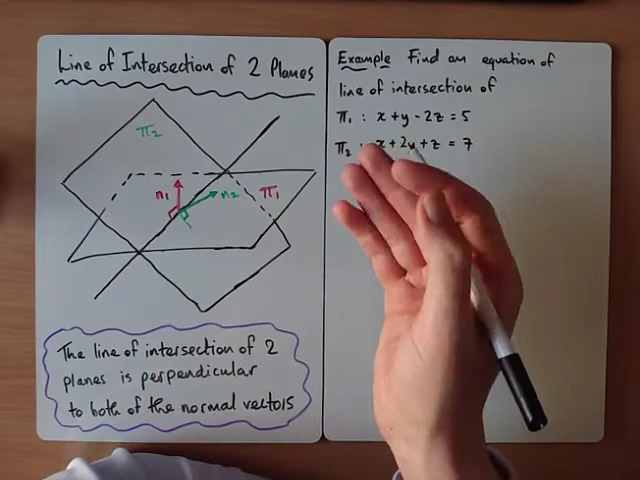 Line of Intersection of 2 Planes
π₂
n₁
n₂
π₁
The line of intersection of 2
planes is perpendicular
to both of the normal vectors
Example Find an equation of
line of intersection of
π₁ : x + y - 2z = 5
π₂ : x + 2y + z = 7